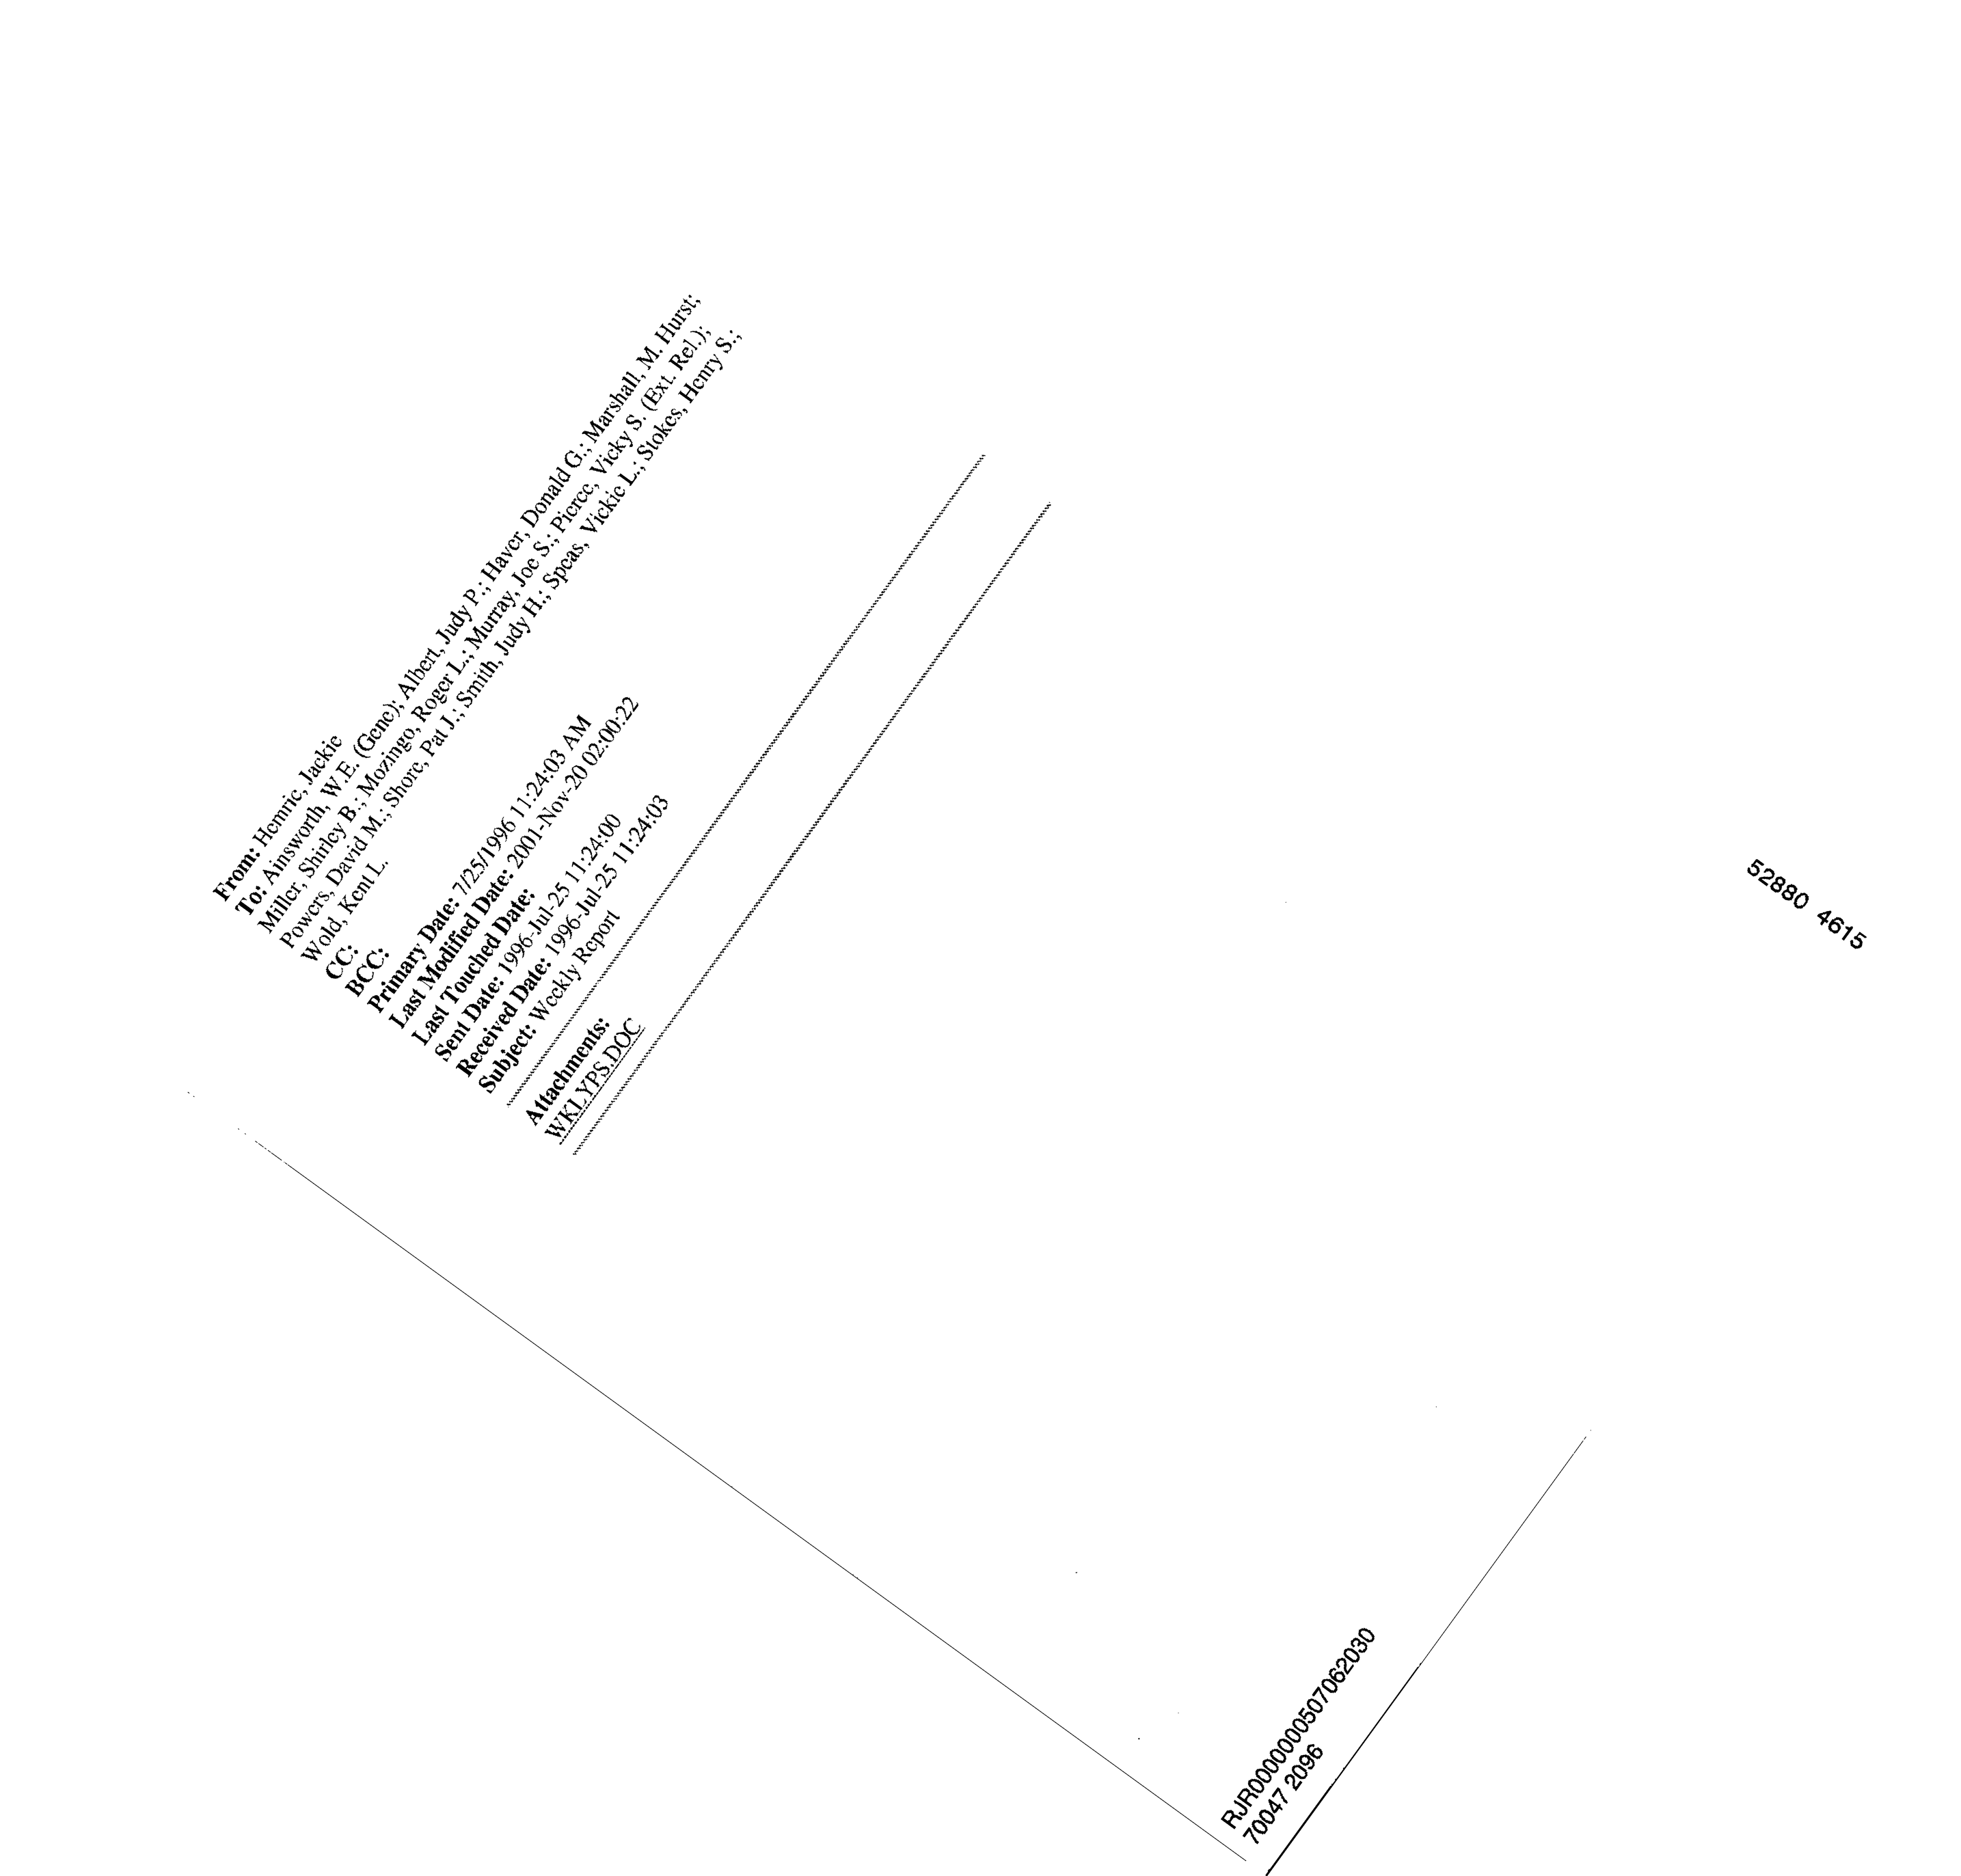 From: Hemric, Jackie
To: Ainsworth, W.E. (Gene); Albert, Judy P.; Haver, Donald G.; Marshall, M. Hurst;
Miller, Shirley B.; Mozingo, Roger L.; Murray, Joe S.; Pierce, Vicky S. (Ext. Rel.);
Powers, David M.; Shore, Pat J.; Smith, Judy H.; Speas, Vickie L.; Stokes, Henry S.;
Wold, Kent L.
CC:
BCC:
Primary Date: 7/25/1996 11:24:03 AM
Last Modified Date: 2001-Nov-20 02:00:22
Last Touched Date:
Sent Date: 1996-Jul-25 11:24:00
Received Date: 1996-Jul-25 11:24:03
Subject: Weekly Report
Attachments:
WKLYPS.DOC
RJR0000000507062030
70047 2096
52880 4615